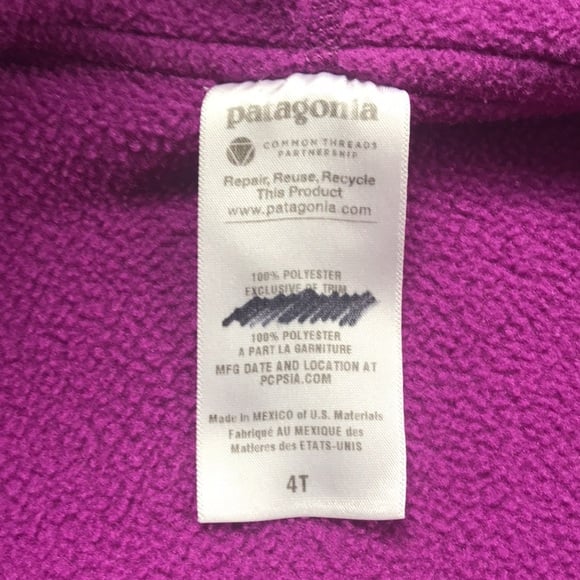 patagonia
COMMON THREADS
PARTNERSHIP
Repair, Reuse, Recycle
This Product
www.patagonia.com
100% POLYESTER
EXCLUSIVE OF TRIM
100% POLYESTER
A PART LA GARNITURE
MFG DATE AND LOCATION AT
PCPSIA.COM
Made in MEXICO of U.S. Materials
Fabriqué AU MEXIQUE des
Matieres des ETATS-UNIS
4T